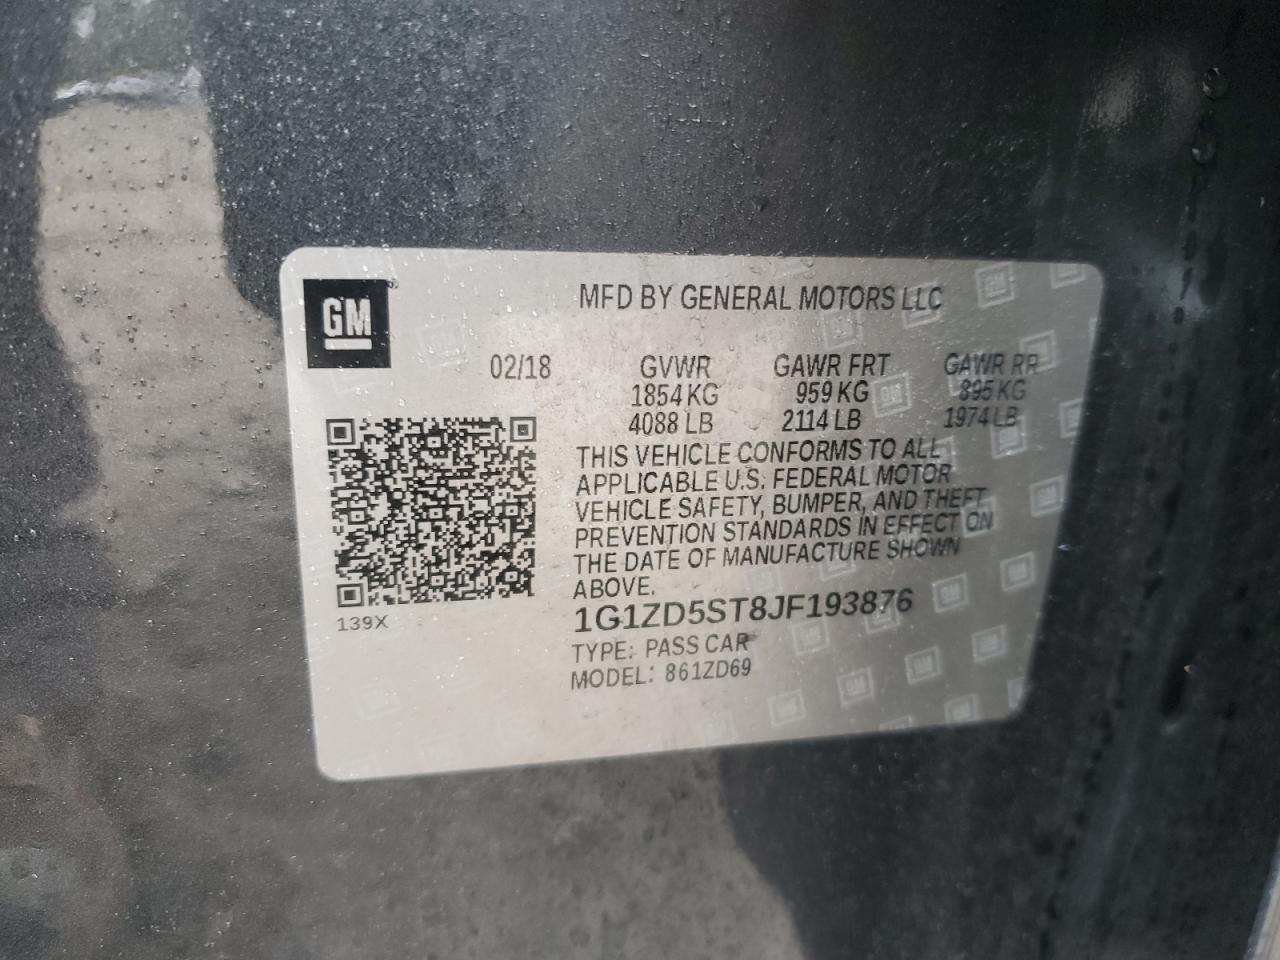 GM
MFD BY GENERAL MOTORS LLC
02/18 GVWR GAWR FRT GAWR RR
1854 KG 959 KG 895 KG
4088 LB 2114 LB 1974 LB
THIS VEHICLE CONFORMS TO ALL
APPLICABLE U.S. FEDERAL MOTOR
VEHICLE SAFETY, BUMPER, AND THEFT
PREVENTION STANDARDS IN EFFECT ON
THE DATE OF MANUFACTURE SHOWN
ABOVE.
139X
1G1ZD5ST8JF193876
TYPE: PASS CAR
MODEL: 861ZD69